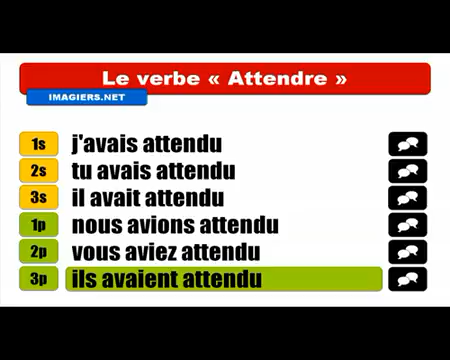 Le verbe « Attendre »
IMAGIERS.NET
1s j'avais attendu
2s tu avais attendu
3s il avait attendu
1p nous avions attendu
2p vous aviez attendu
3p ils avaient attendu